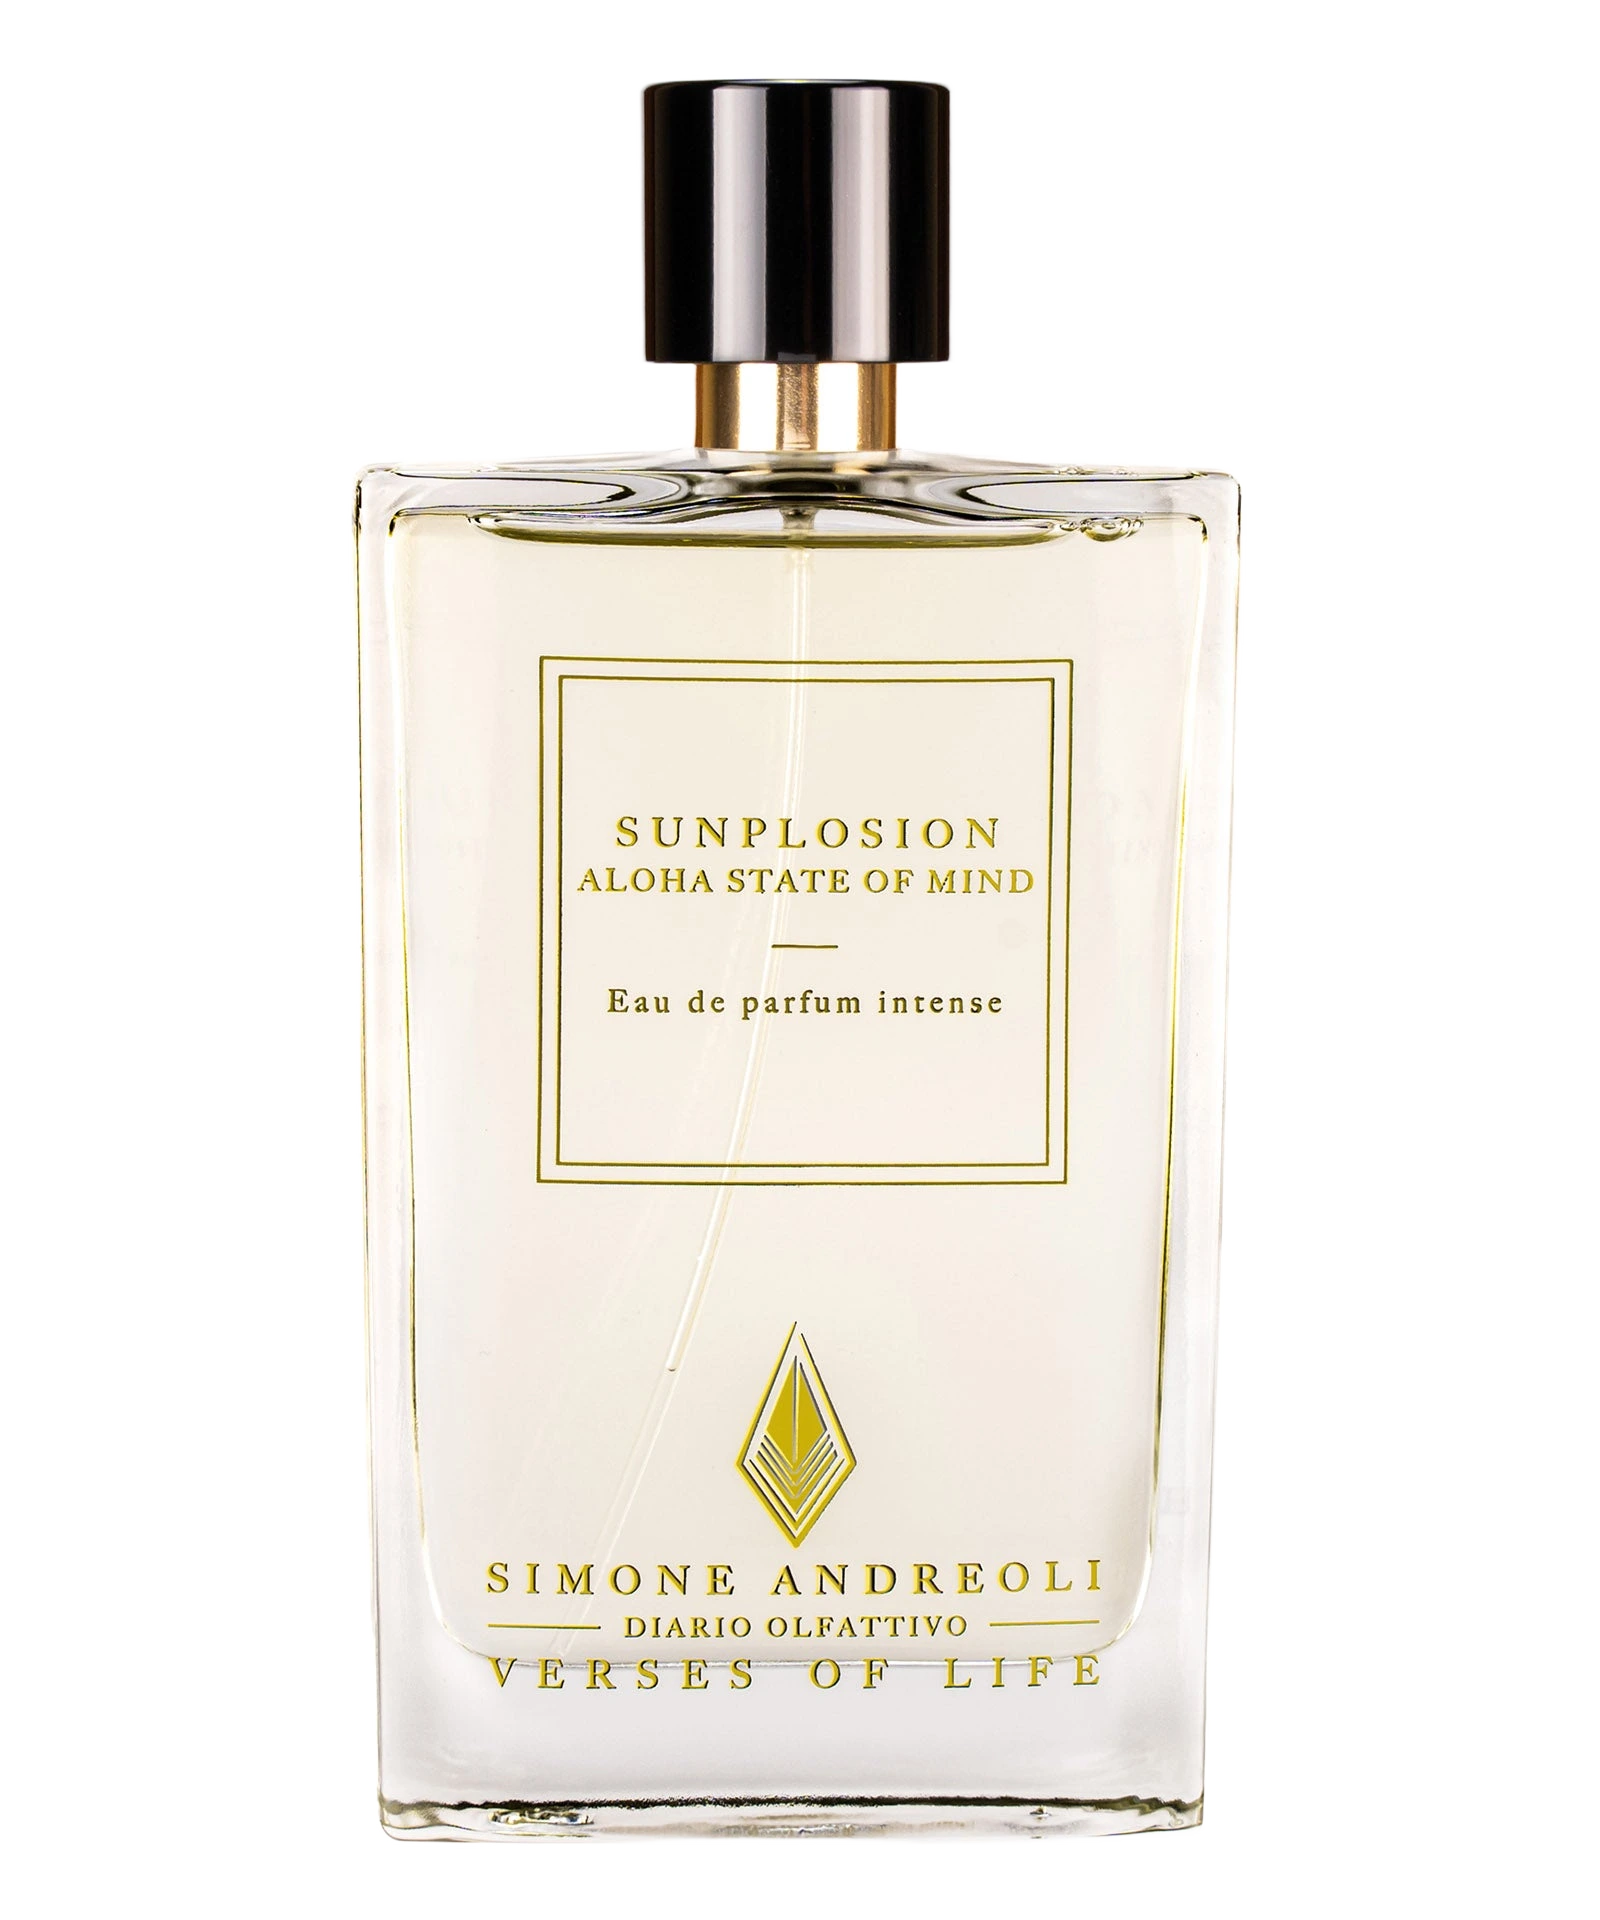 SUNPLOSION
ALOHA STATE OF MIND
Eau de parfum intense
SIMONE ANDREOLI
DIARIO OLFATTIVO
VERSES OF LIFE